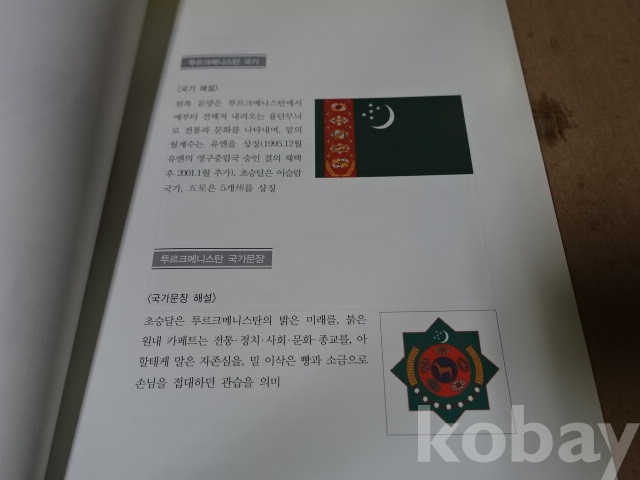 투르크메니스탄 국기
〈국기 해설〉
왼쪽 문양은 투르크메니스탄에서
예부터 전해져 내려오는 융단무늬
로 전통과 문화를 나타내며, 밑의
월계수는 유엔을 상징(1995.12월
유엔의 영구중립국 승인 결의 채택
후 2001.1월 추가), 초승달은 이슬람
국가, 五星은 5개州를 상징
투르크메니스탄 국가문장
〈국가문장 해설〉
초승달은 투르크메니스탄의 밝은 미래를, 붉은
원내 카페트는 전통·정치·사회·문화·종교를, 아
할테케 말은 자존심을, 밀 이삭은 빵과 소금으로
손님을 접대하던 관습을 의미
kobay